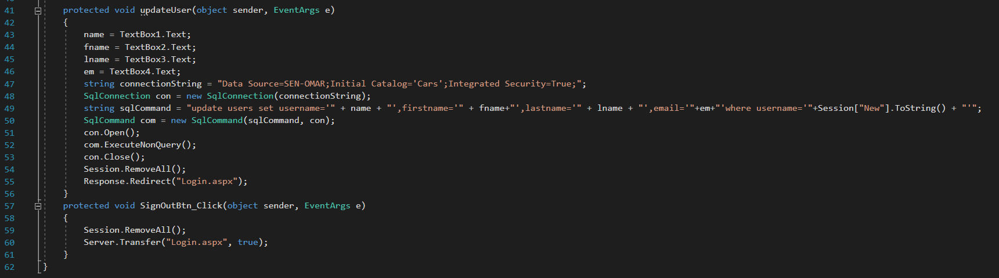 41 protected void updateUser(object sender, EventArgs e)
42 {
43 name = TextBox1.Text;
44 fname = TextBox2.Text;
45 lname = TextBox3.Text;
46 em = TextBox4.Text;
47 string connectionString = "Data Source=SEN-OMAR;Initial Catalog='Cars';Integrated Security=True;";
48 SqlConnection con = new SqlConnection(connectionString);
49 string sqlCommand = "update users set username='" + name + "',firstname='" + fname+"',lastname='" + lname + "',email='"+em+"'where username='"+Session["New"].ToString() + "'";
50 SqlCommand com = new SqlCommand(sqlCommand, con);
51 con.Open();
52 com.ExecuteNonQuery();
53 con.Close();
54 Session.RemoveAll();
55 Response.Redirect("Login.aspx");
56 }
57 protected void SignOutBtn_Click(object sender, EventArgs e)
58 {
59 Session.RemoveAll();
60 Server.Transfer("Login.aspx", true);
61 }
62 }